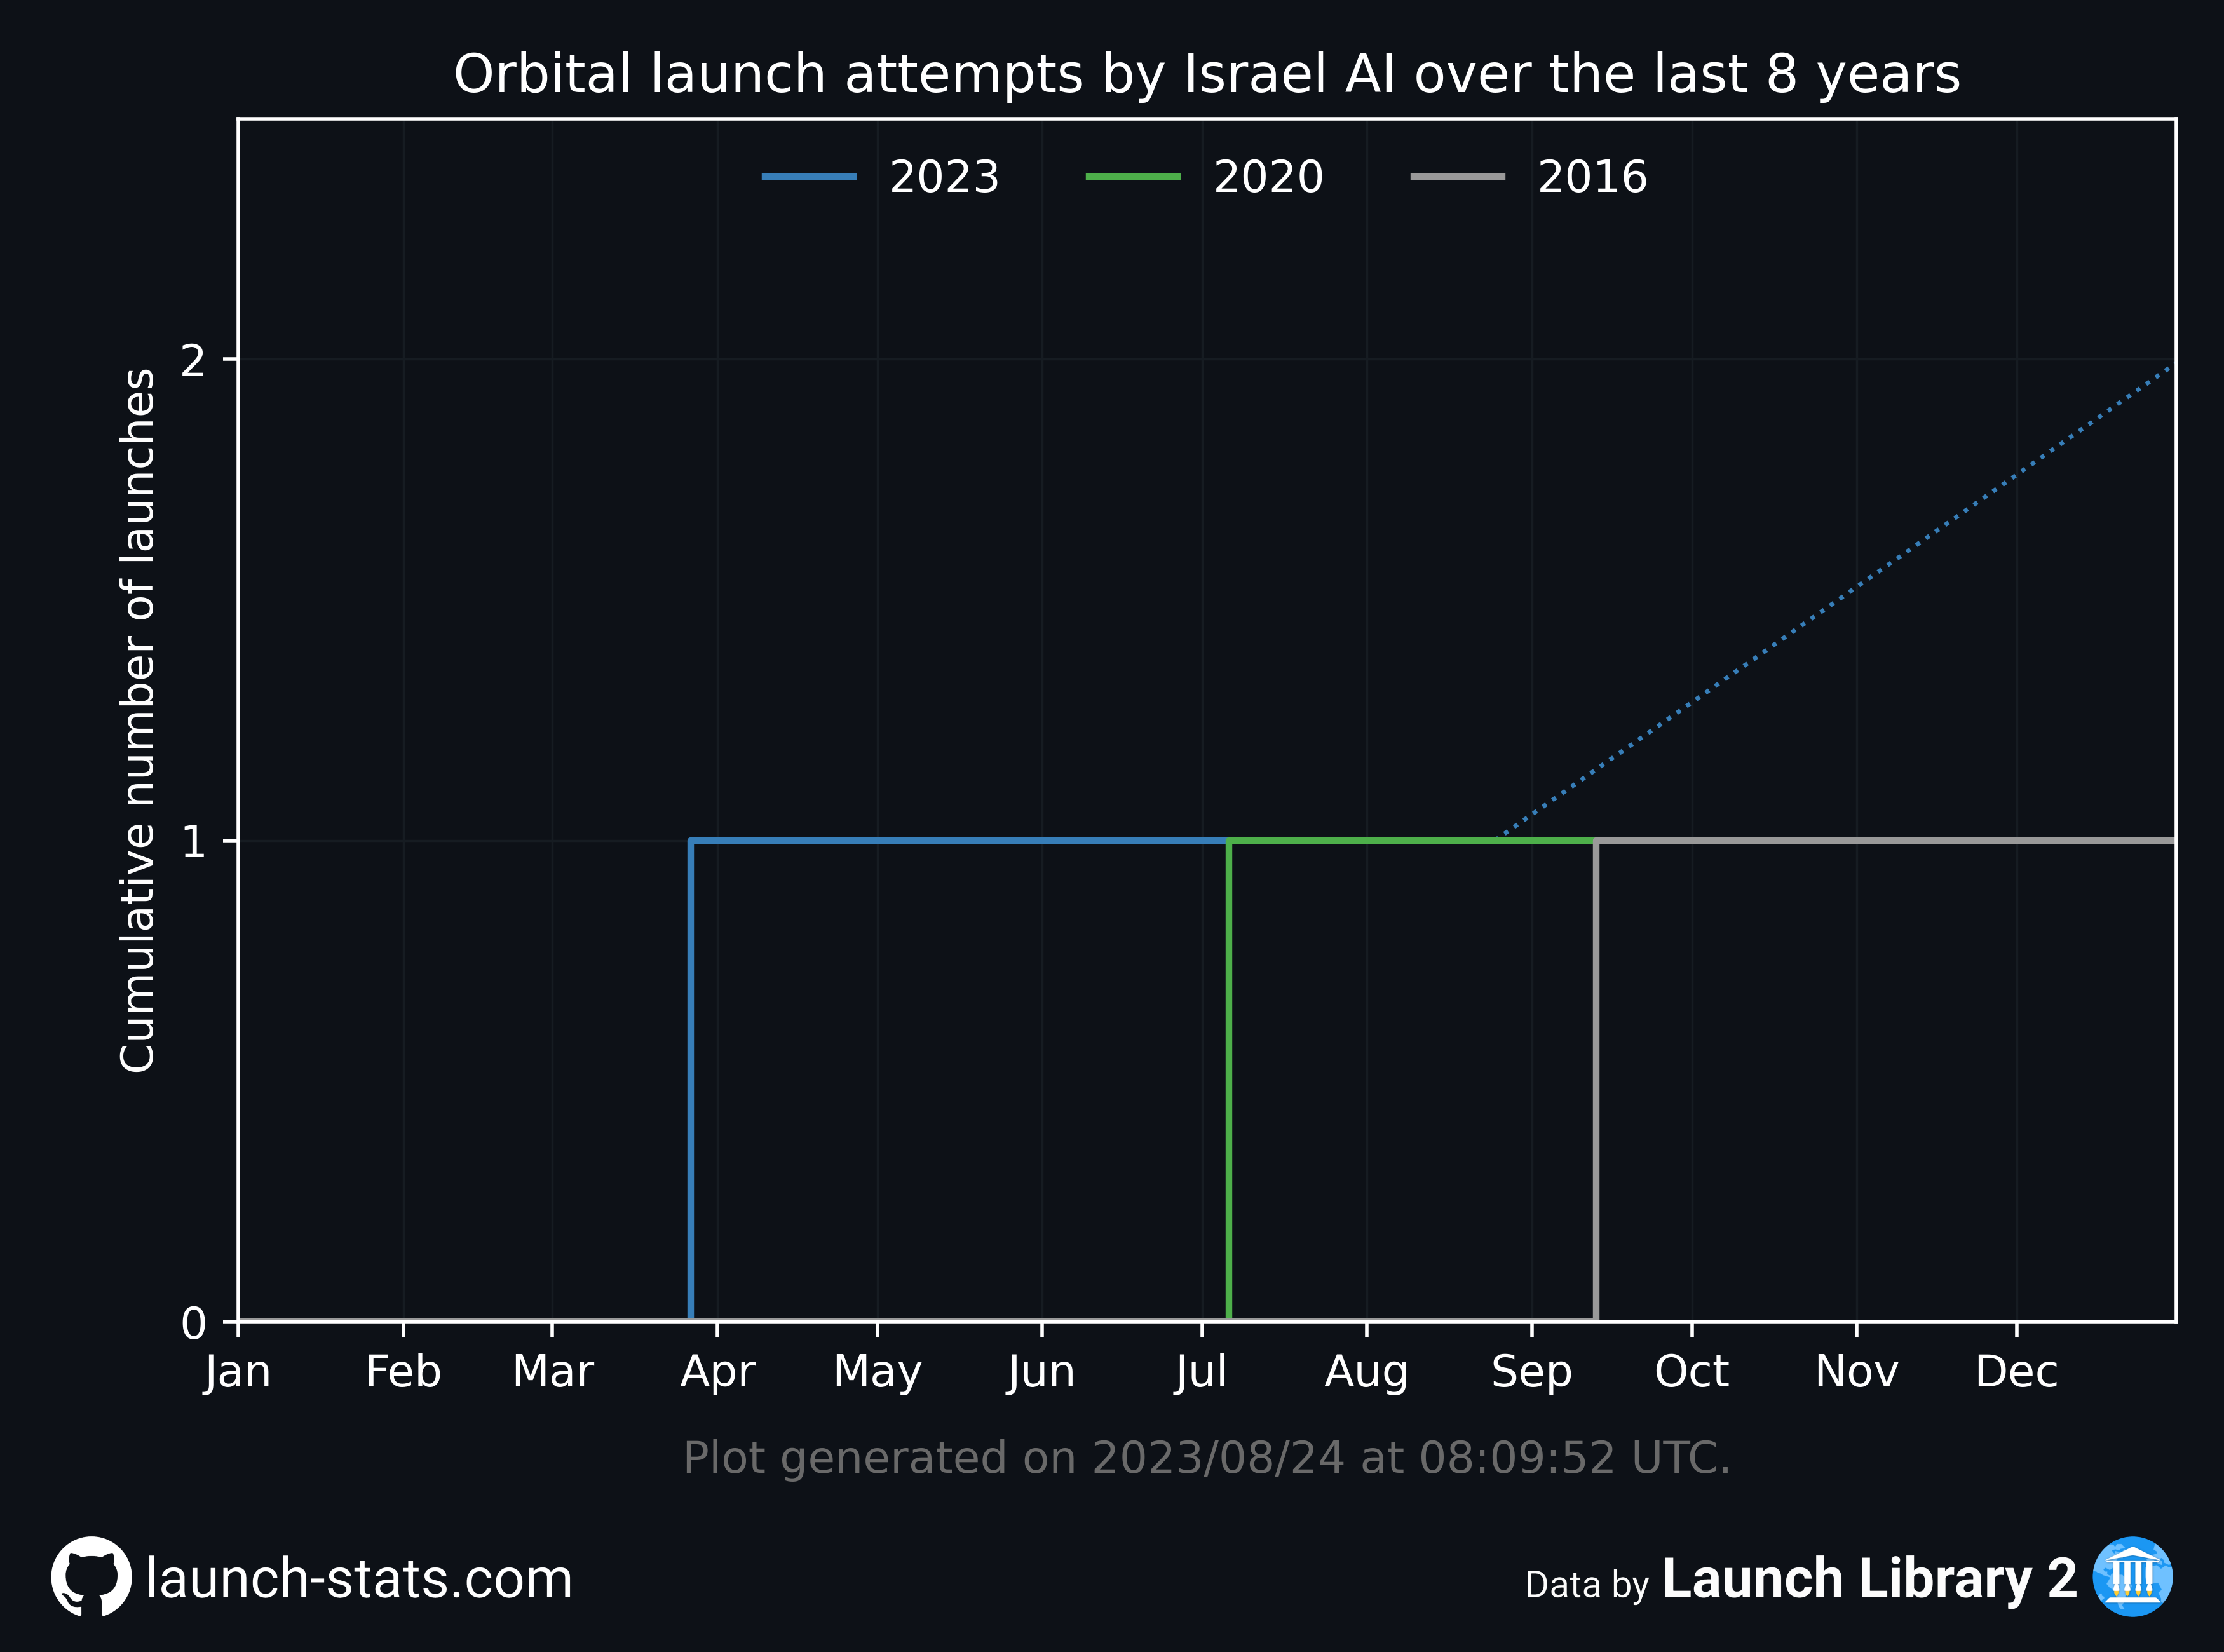 Orbital launch attempts by Israel AI over the last 8 years
2023 2020 2016
Cumulative number of launches
2
1
0
Jan Feb Mar Apr May Jun Jul Aug Sep Oct Nov Dec
Plot generated on 2023/08/24 at 08:09:52 UTC.
launch-stats.com
Data by Launch Library 2